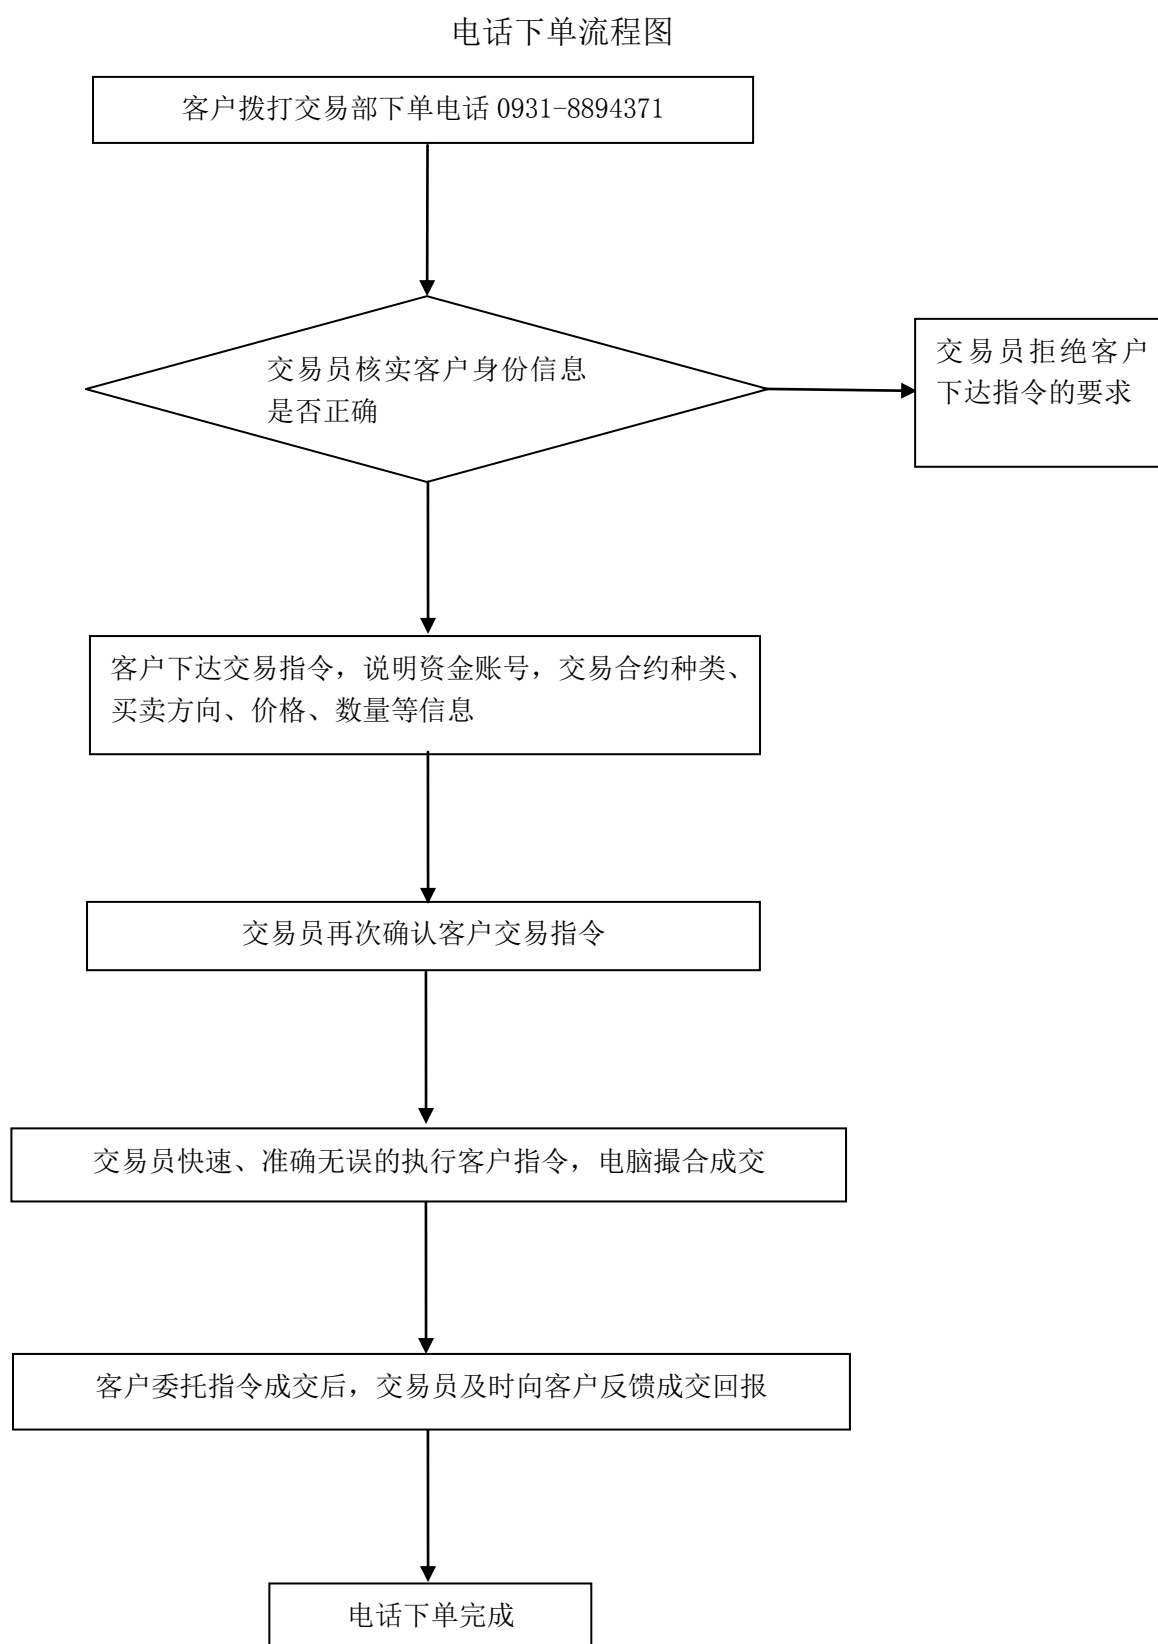 电话下单流程图
客户拨打交易部下单电话 0931-8894371
交易员核实客户身份信息
是否正确
交易员拒绝客户
下达指令的要求
客户下达交易指令，说明资金账号，交易合约种类、
买卖方向、价格、数量等信息
交易员再次确认客户交易指令
交易员快速、准确无误的执行客户指令，电脑撮合成交
客户委托指令成交后，交易员及时向客户反馈成交回报
电话下单完成